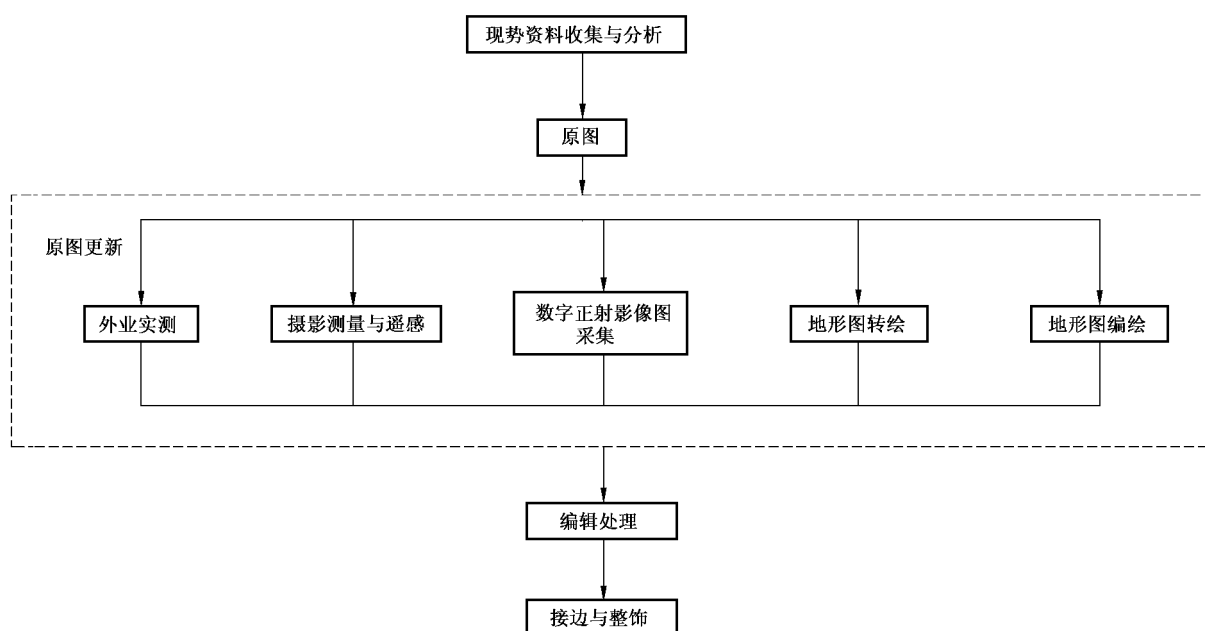 现势资料收集与分析
原图
原图更新
外业实测
摄影测量与遥感
数字正射影像图
采集
地形图转绘
地形图编绘
编辑处理
接边与整饰